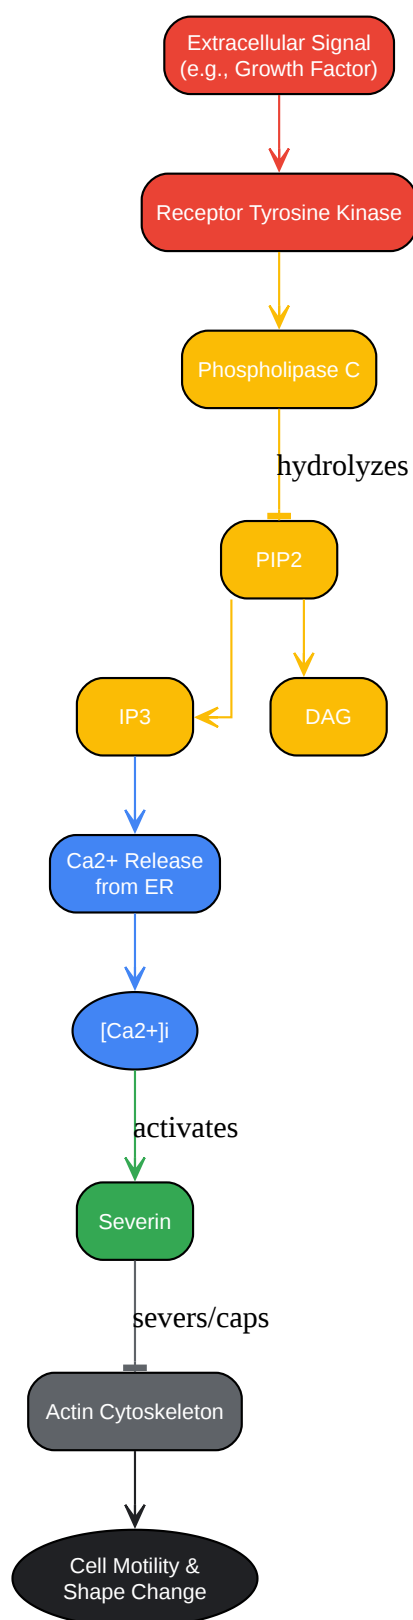 Extracellular Signal
(e.g., Growth Factor)
Receptor Tyrosine Kinase
Phospholipase C
hydrolyzes
PIP2
IP3
DAG
Ca2+ Release
from ER
[Ca2+]i
activates
Severin
severs/caps
Actin Cytoskeleton
Cell Motility &
Shape Change